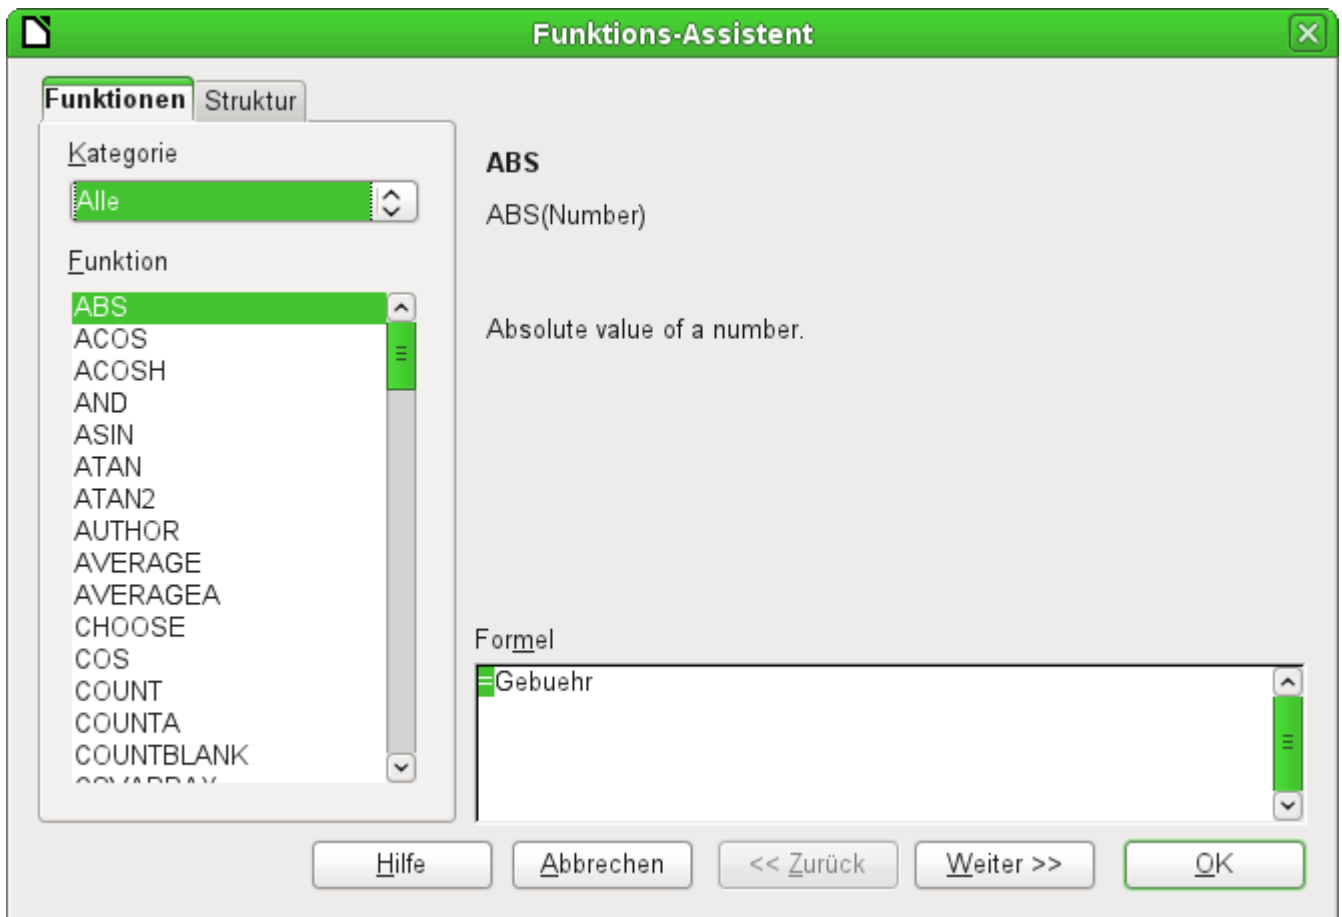 Funktions-Assistent
Funktionen
Struktur
Kategorie
Alle
Funktion
ABS
ACOS
ACOSH
AND
ASIN
ATAN
ATAN2
AUTHOR
AVERAGE
AVERAGEA
CHOOSE
COS
COUNT
COUNTA
COUNTBLANK
ABS
ABS(Number)
Absolute value of a number.
Formel
=Gebuehr
Hilfe
Abbrechen
<< Zurück
Weiter >>
OK